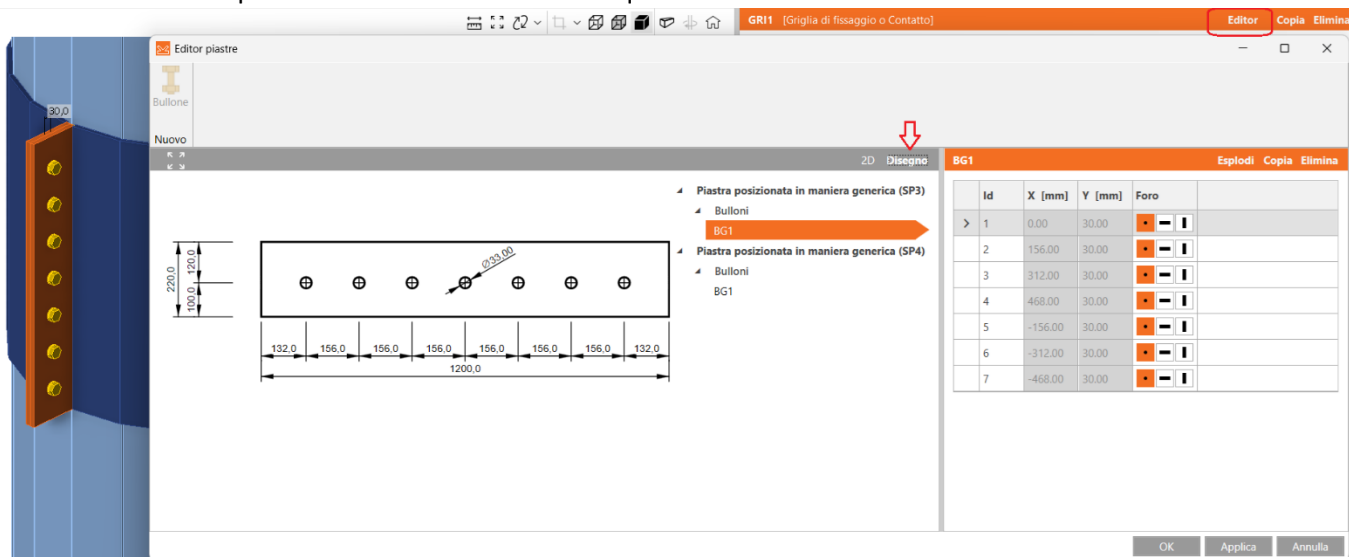 GRI1 [Griglia di fissaggio o Contatto] Editor Copia Elimina
Editor piastre
Bullone
Nuovo
30,0
2D Disegno
BG1 Esplodi Copia Elimina
Piastra posizionata in maniera generica (SP3)
Bulloni
BG1
Piastra posizionata in maniera generica (SP4)
Bulloni
BG1
220,0
120,0
100,0
Ø33,00
132,0 156,0 156,0 156,0 156,0 156,0 156,0 132,0
1200,0
Id X [mm] Y [mm] Foro
1 0.00 30.00
2 156.00 30.00
3 312.00 30.00
4 468.00 30.00
5 -156.00 30.00
6 -312.00 30.00
7 -468.00 30.00
OK Applica Annulla